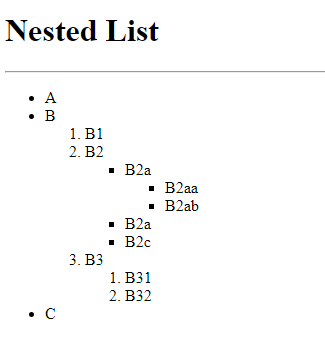 Nested List
• A
• B
1. B1
2. B2
▪ B2a
▪ B2aa
▪ B2ab
▪ B2a
▪ B2c
3. B3
1. B31
2. B32
• C